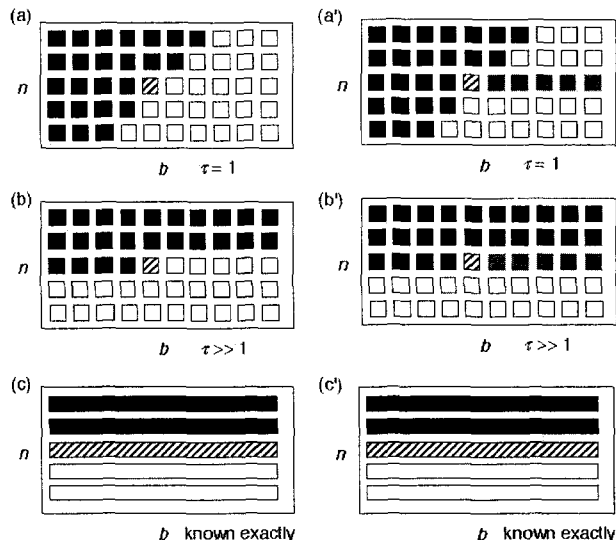 (a)
n
b τ = 1
(a')
n
b τ = 1
(b)
n
b τ >> 1
(b')
n
b τ >> 1
(c)
n
b known exactly
(c')
n
b known exactly